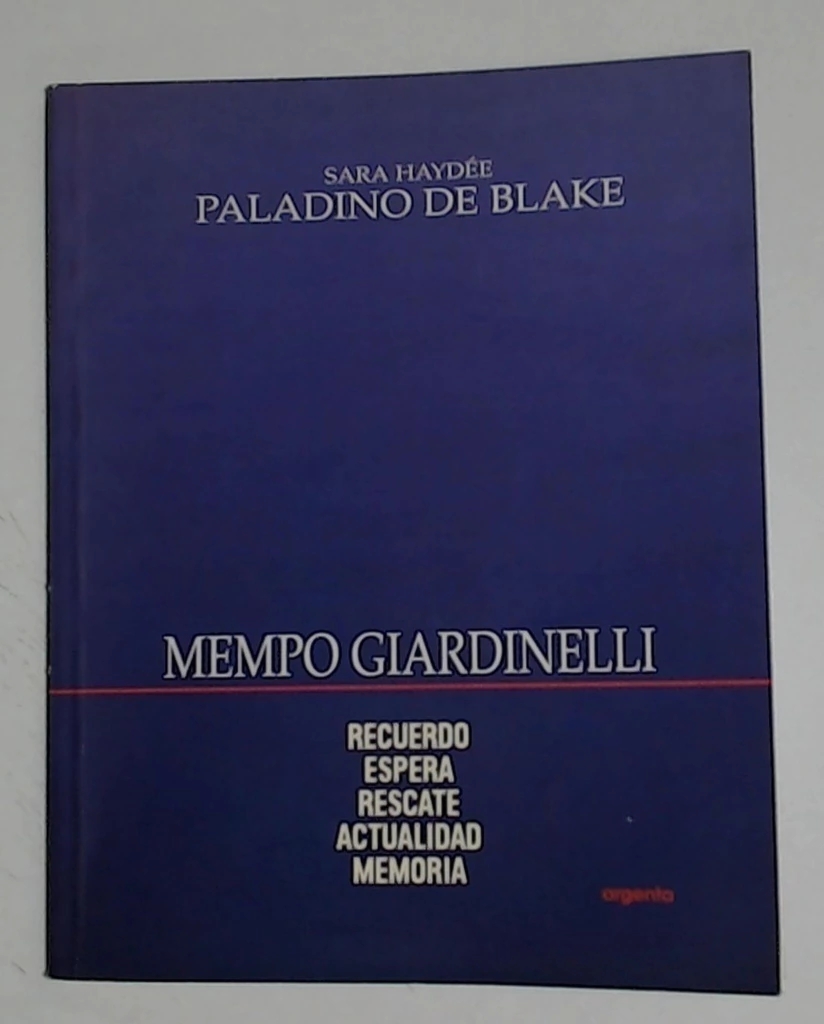 SARA HAYDÉE
PALADINO DE BLAKE
MEMPO GIARDINELLI
RECUERDO
ESPERA
RESCATE
ACTUALIDAD
MEMORIA
argenta